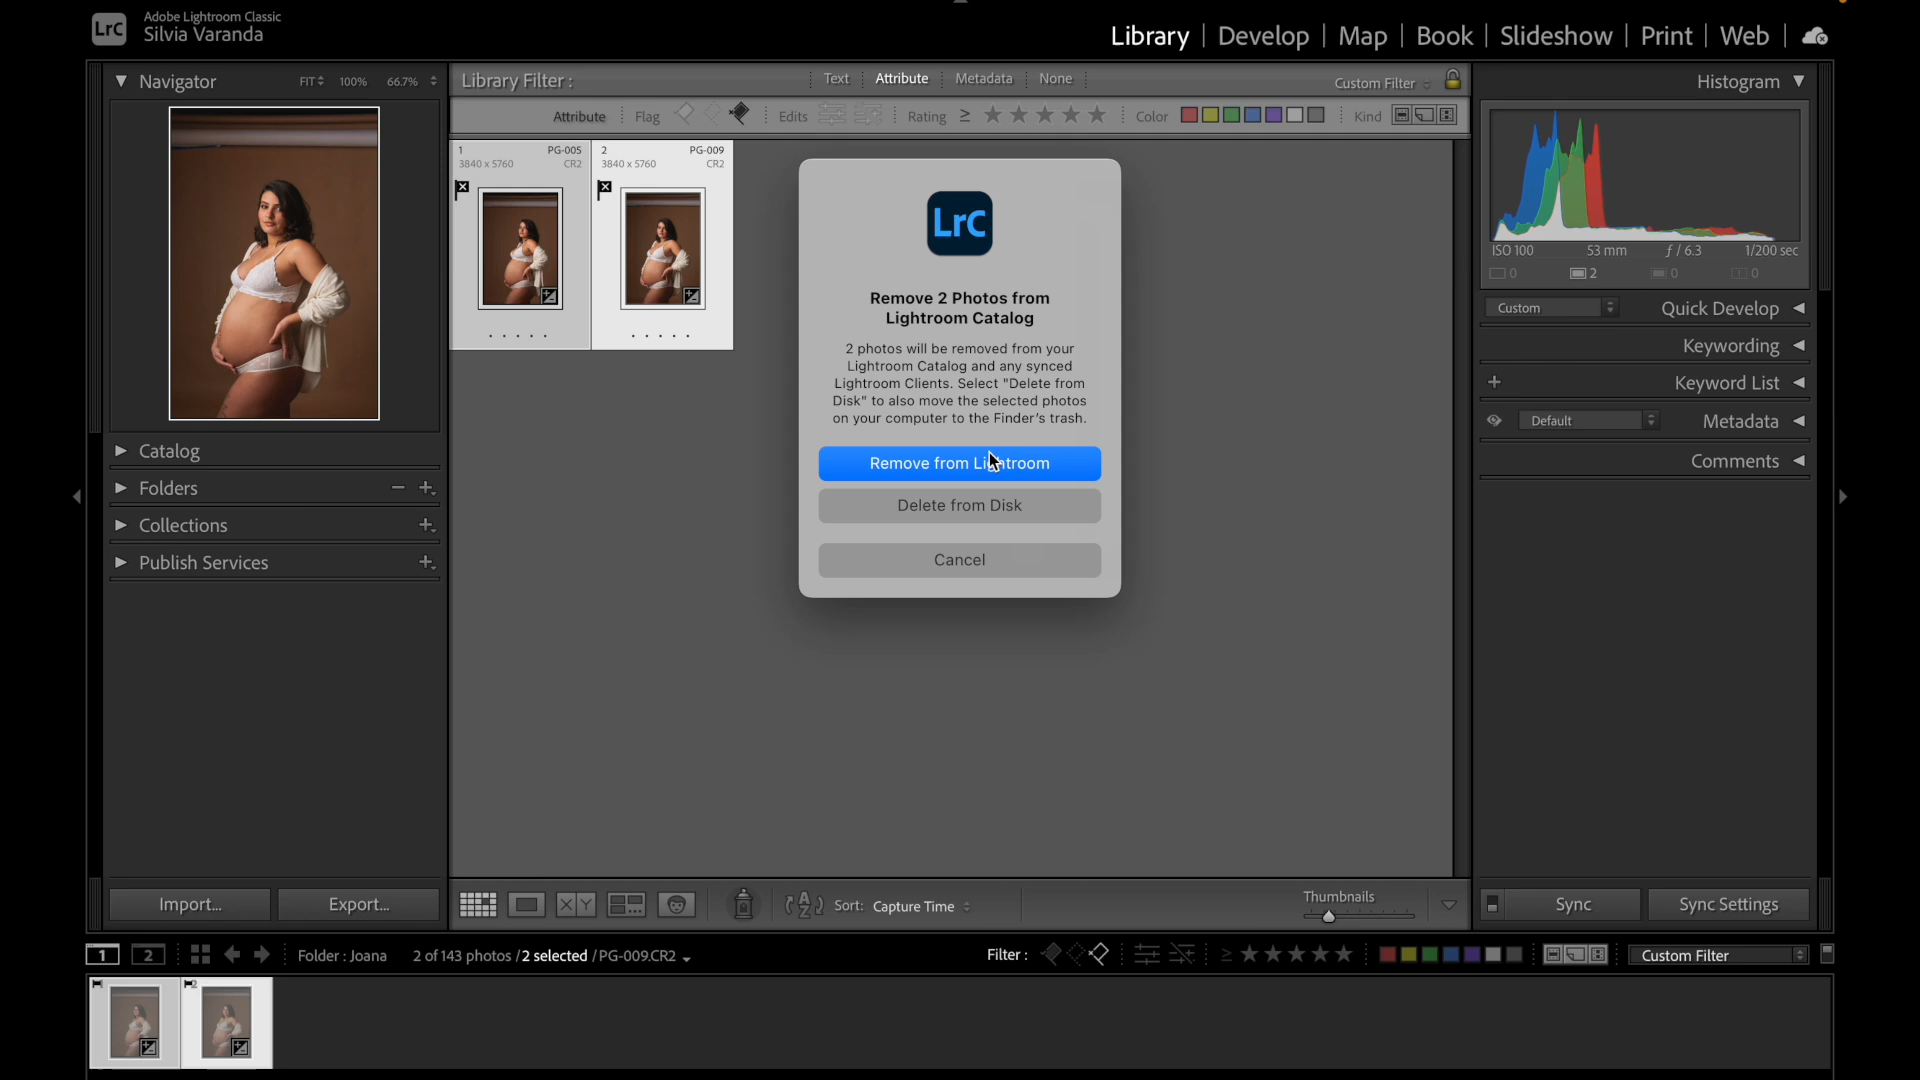 LrC
Adobe Lightroom Classic
Silvia Varanda
Library | Develop | Map | Book | Slideshow | Print | Web |
Navigator FIT 100% 66.7%
Library Filter : Text Attribute Metadata None Custom Filter
Histogram
Attribute Flag Edits Rating ≥ Color Kind
1 PG-005
3840 x 5760 CR2
2 PG-009
3840 x 5760 CR2
LrC
Remove 2 Photos from
Lightroom Catalog
2 photos will be removed from your
Lightroom Catalog and any synced
Lightroom Clients. Select "Delete from
Disk" to also move the selected photos
on your computer to the Finder's trash.
Remove from Lightroom
Delete from Disk
Cancel
ISO 100 53 mm f / 6.3 1/200 sec
0 2 0 0
Custom Quick Develop
Keywording
Keyword List
Default Metadata
Comments
Catalog
Folders
Collections
Publish Services
Import... Export...
XY
Sort: Capture Time
Thumbnails
Sync Sync Settings
1 2 Folder : Joana 2 of 143 photos / 2 selected / PG-009.CR2
Filter : ≥ Custom Filter